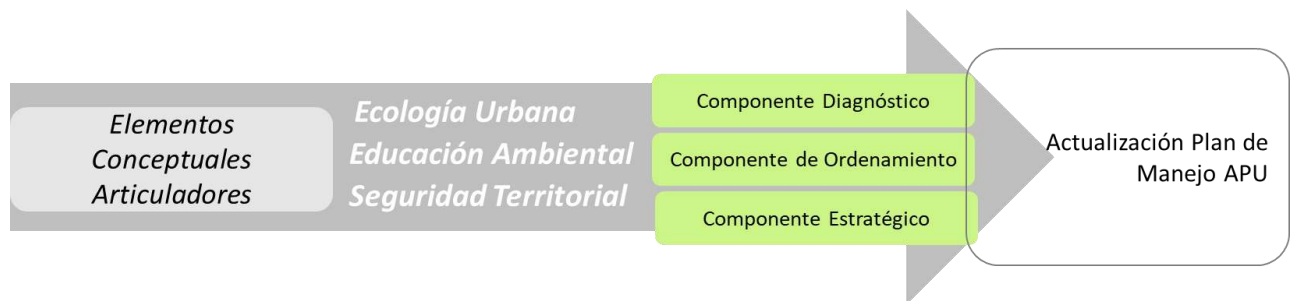 Elementos
Conceptuales
Articuladores
Ecología Urbana
Educación Ambiental
Seguridad Territorial
Componente Diagnóstico
Componente de Ordenamiento
Componente Estratégico
Actualización Plan de
Manejo APU